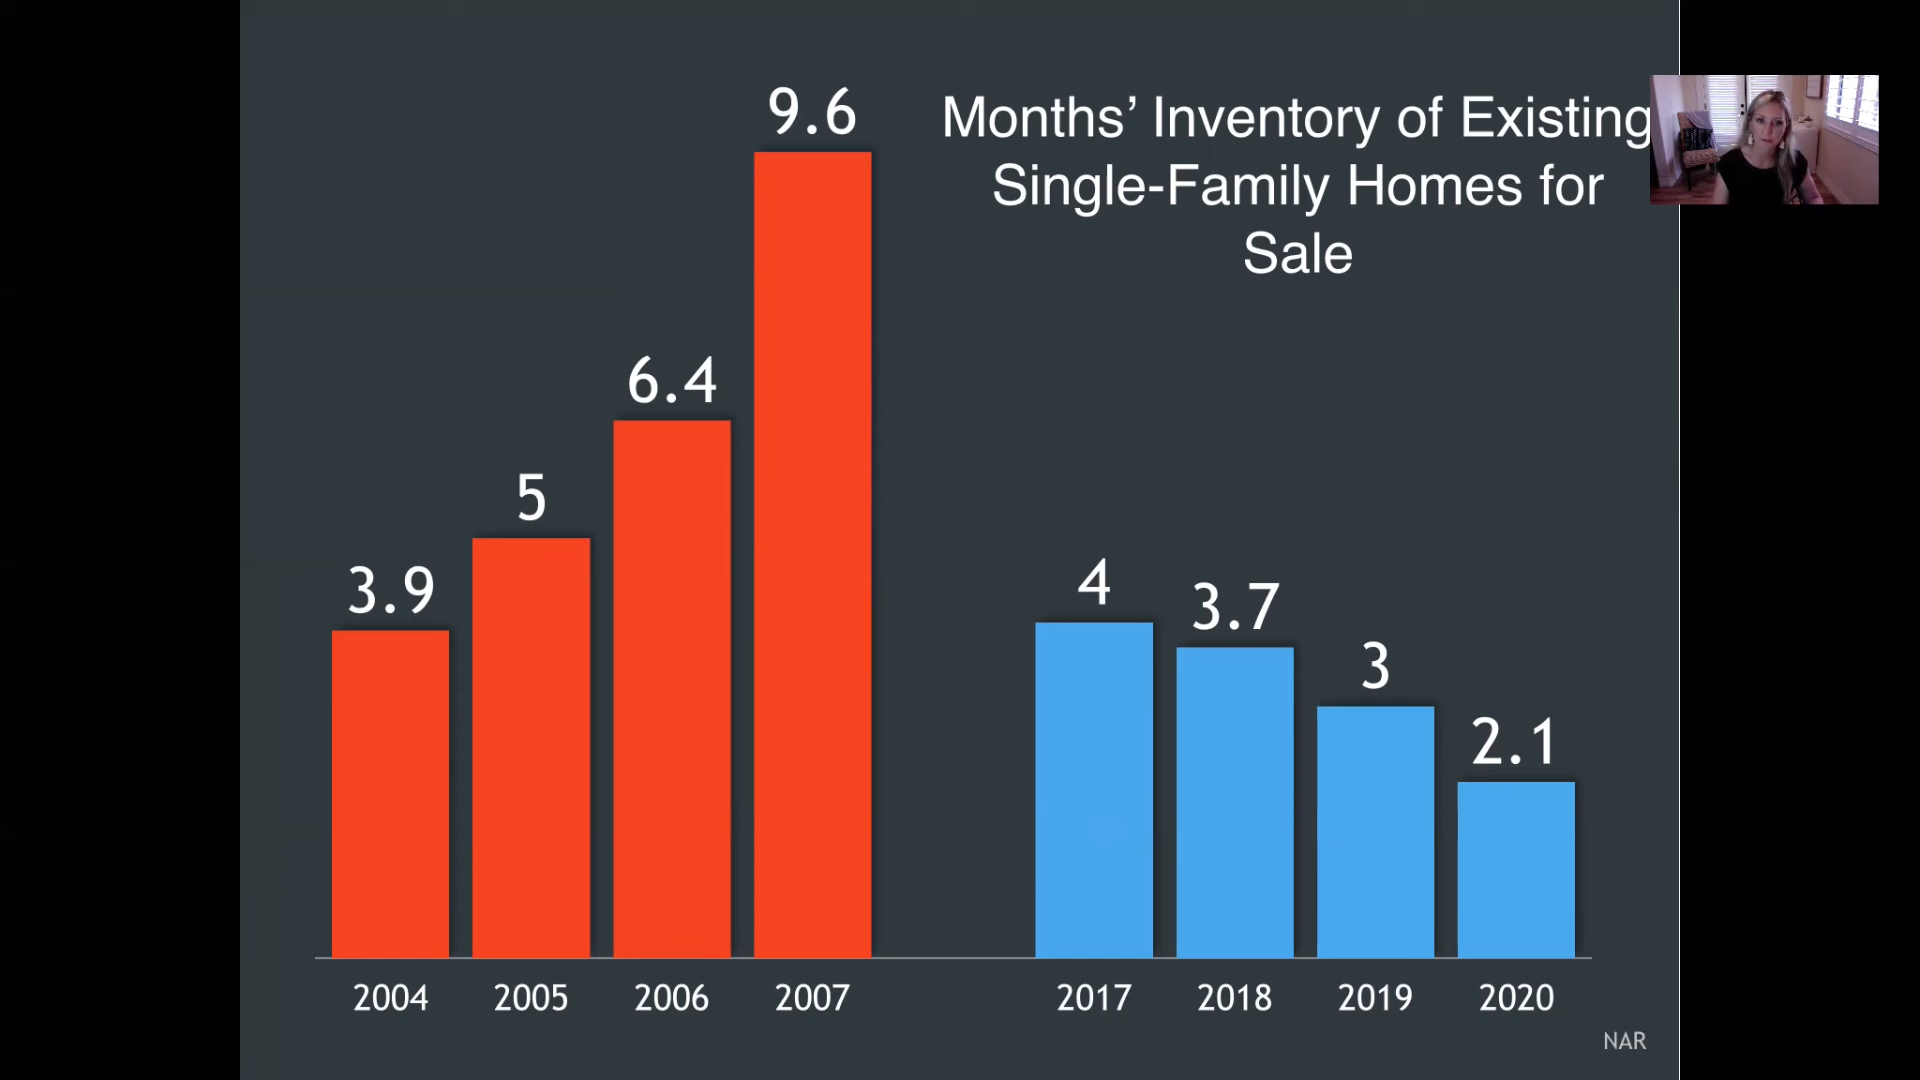 Months’ Inventory of Existing
Single-Family Homes for
Sale
9.6
6.4
5
3.9
4
3.7
3
2.1
2004 2005 2006 2007 2017 2018 2019 2020
NAR